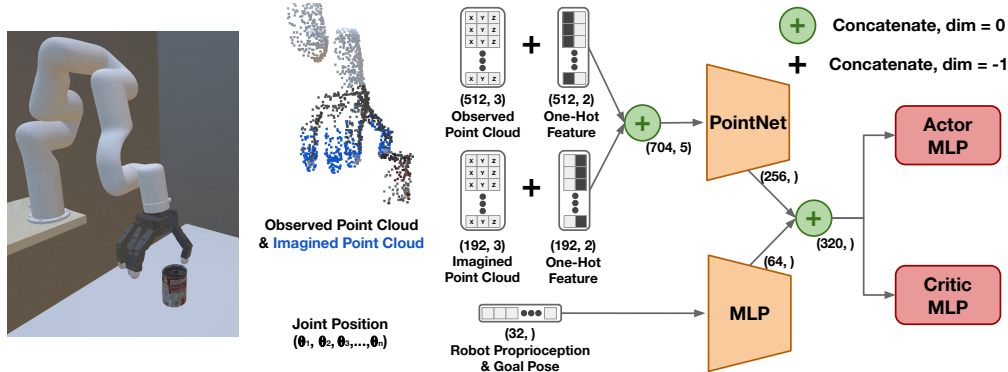 X Y Z
X Y Z
X Y Z
X Y Z
(512, 3)
Observed
Point Cloud
+
(512, 2)
One-Hot
Feature
X Y Z
X Y Z
X Y Z
X Y Z
(192, 3)
Imagined
Point Cloud
+
(192, 2)
One-Hot
Feature
+
(704, 5)
PointNet
(256, )
+ Concatenate, dim = 0
+ Concatenate, dim = -1
Actor
MLP
Observed Point Cloud
& Imagined Point Cloud
Joint Position
(θ₁, θ₂, θ₃,...,θₙ)
(32, )
Robot Proprioception
& Goal Pose
MLP
(64, )
+
(320, )
Critic
MLP